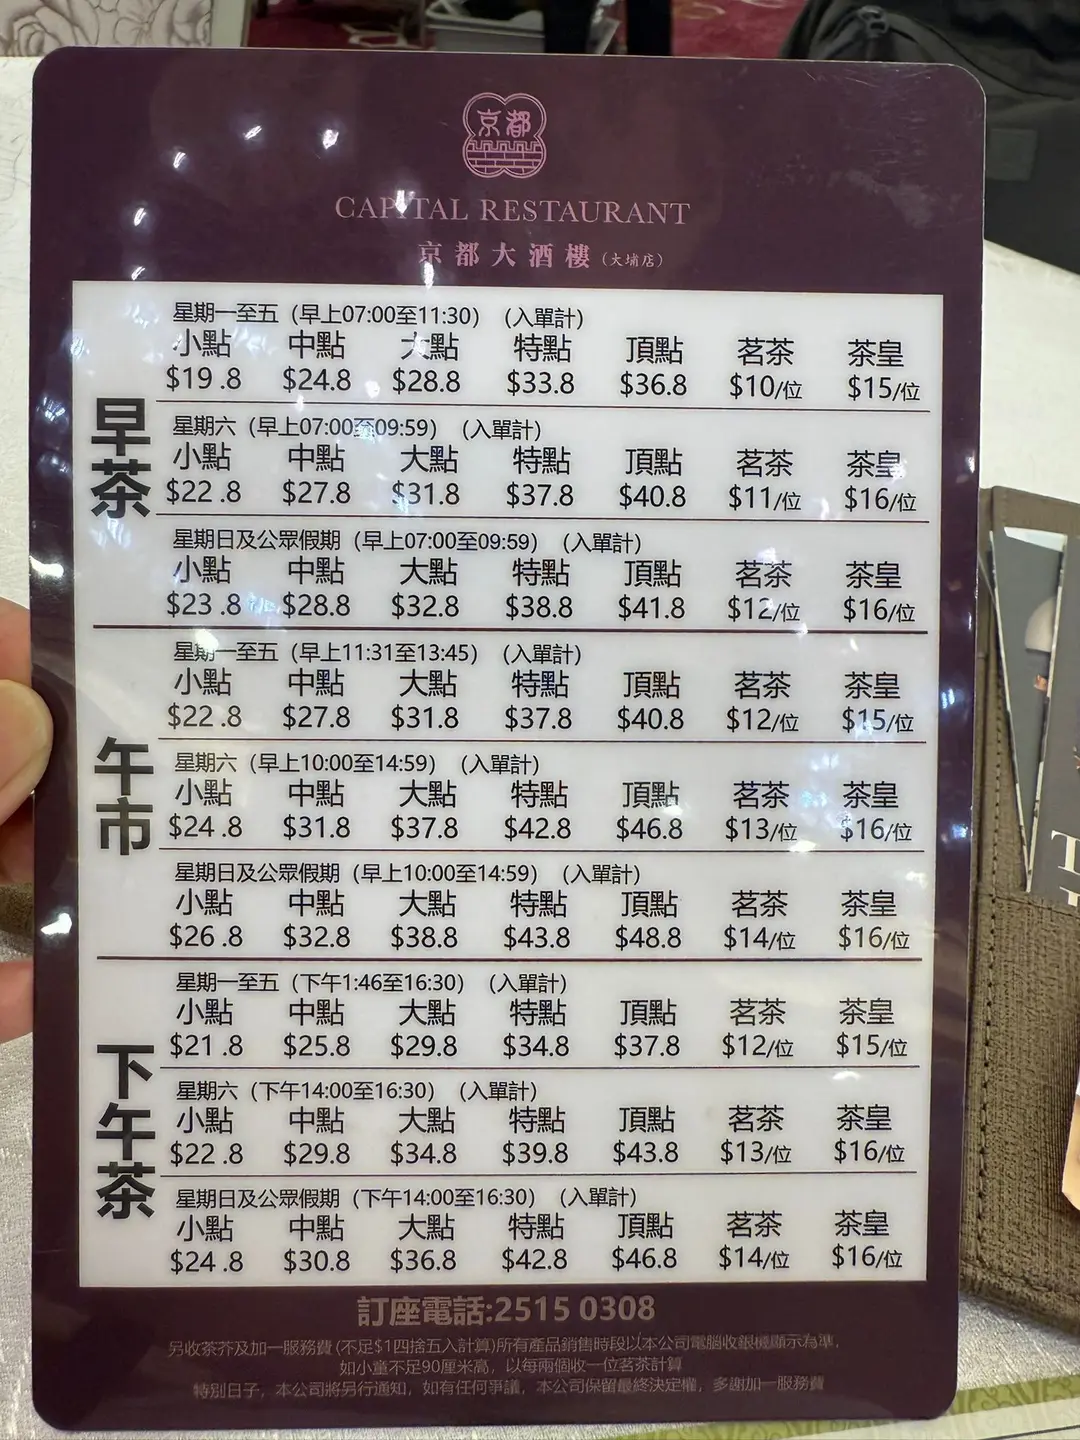 京都
CAPITAL RESTAURANT
京都大酒樓(大埔店)
早茶
星期一至五 (早上07:00至11:30) (入單計)
小點 中點 大點 特點 頂點 茗茶 茶皇
$19.8 $24.8 $28.8 $33.8 $36.8 $10/位 $15/位
星期六 (早上07:00至09:59) (入單計)
小點 中點 大點 特點 頂點 茗茶 茶皇
$22.8 $27.8 $31.8 $37.8 $40.8 $11/位 $16/位
星期日及公眾假期 (早上07:00至09:59) (入單計)
小點 中點 大點 特點 頂點 茗茶 茶皇
$23.8 $28.8 $32.8 $38.8 $41.8 $12/位 $16/位
午市
星期一至五 (早上11:31至13:45) (入單計)
小點 中點 大點 特點 頂點 茗茶 茶皇
$22.8 $27.8 $31.8 $37.8 $40.8 $12/位 $15/位
星期六 (早上10:00至14:59) (入單計)
小點 中點 大點 特點 頂點 茗茶 茶皇
$24.8 $31.8 $37.8 $42.8 $46.8 $13/位 $16/位
星期日及公眾假期 (早上10:00至14:59) (入單計)
小點 中點 大點 特點 頂點 茗茶 茶皇
$26.8 $32.8 $38.8 $43.8 $48.8 $14/位 $16/位
下午茶
星期一至五 (下午1:46至16:30) (入單計)
小點 中點 大點 特點 頂點 茗茶 茶皇
$21.8 $25.8 $29.8 $34.8 $37.8 $12/位 $15/位
星期六 (下午14:00至16:30) (入單計)
小點 中點 大點 特點 頂點 茗茶 茶皇
$22.8 $29.8 $34.8 $39.8 $43.8 $13/位 $16/位
星期日及公眾假期 (下午14:00至16:30) (入單計)
小點 中點 大點 特點 頂點 茗茶 茶皇
$24.8 $30.8 $36.8 $42.8 $46.8 $14/位 $16/位
訂座電話:2515 0308
另收茶芥及加一服務費(不足$1四捨五入計算)所有產品銷售時段以本公司電腦收銀機顯示為準,
如小童不足90厘米高，以每兩個收一位茗茶計算
特別日子，本公司將另行通知，如有任何爭議，本公司保留最終決定權，多謝加一服務費